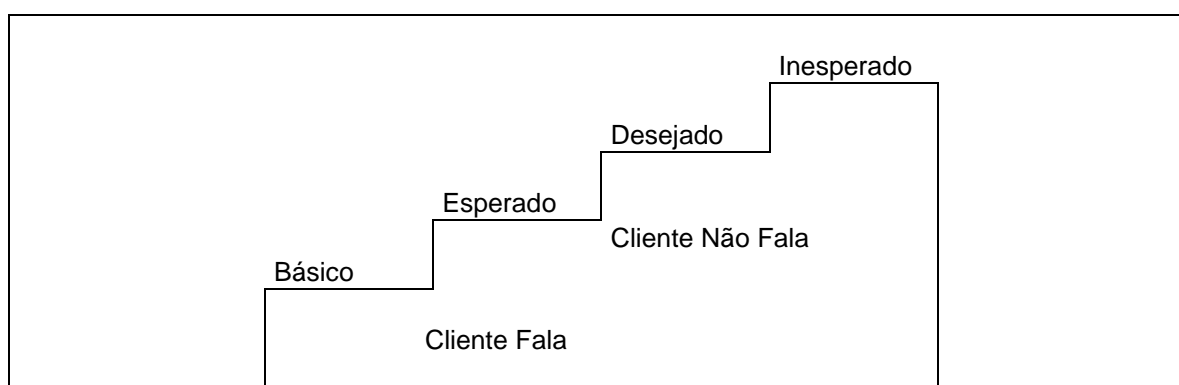 Inesperado
Desejado
Esperado
Cliente Não Fala
Básico
Cliente Fala